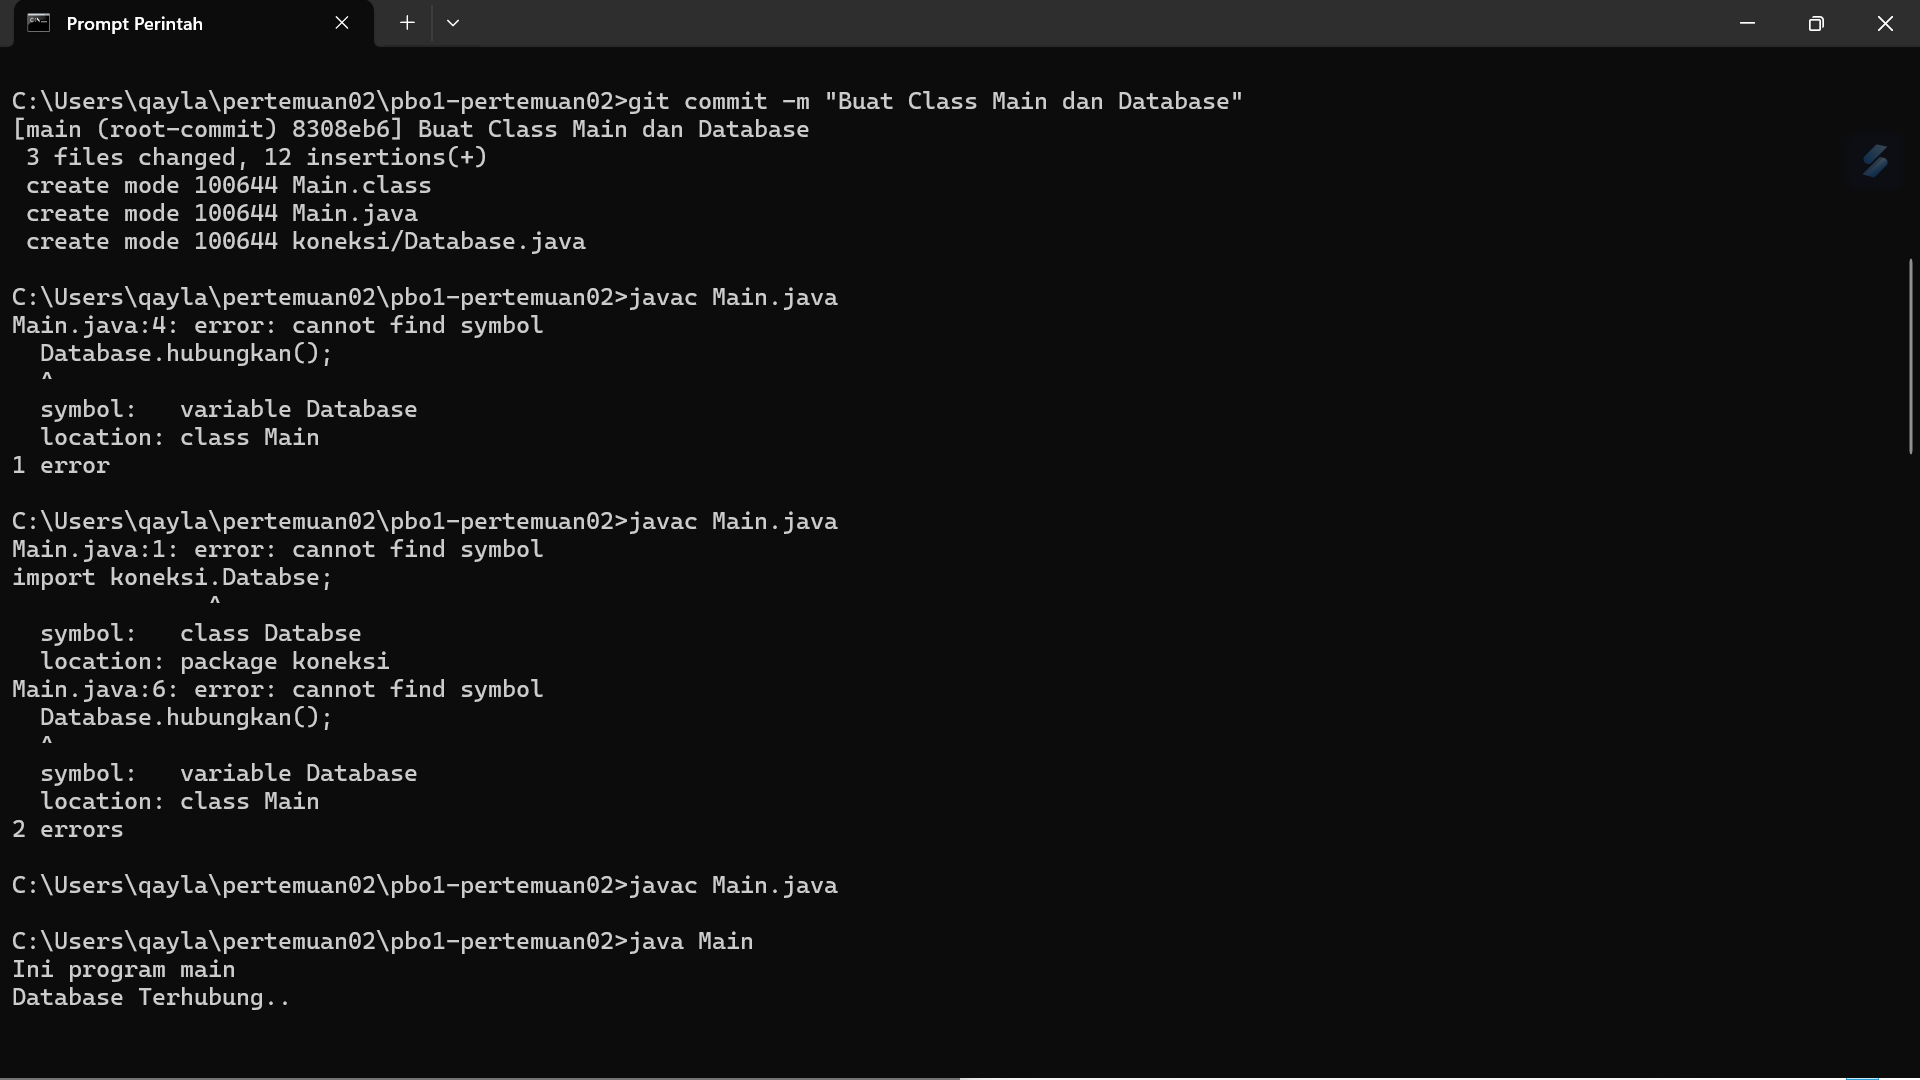 Prompt Perintah
C:\Users\qayla\pertemuan02\pbo1-pertemuan02>git commit -m "Buat Class Main dan Database"
[main (root-commit) 8308eb6] Buat Class Main dan Database
 3 files changed, 12 insertions(+)
 create mode 100644 Main.class
 create mode 100644 Main.java
 create mode 100644 koneksi/Database.java
C:\Users\qayla\pertemuan02\pbo1-pertemuan02>javac Main.java
Main.java:4: error: cannot find symbol
  Database.hubungkan();
  ^
  symbol:   variable Database
  location: class Main
1 error
C:\Users\qayla\pertemuan02\pbo1-pertemuan02>javac Main.java
Main.java:1: error: cannot find symbol
import koneksi.Databse;
              ^
  symbol:   class Databse
  location: package koneksi
Main.java:6: error: cannot find symbol
  Database.hubungkan();
  ^
  symbol:   variable Database
  location: class Main
2 errors
C:\Users\qayla\pertemuan02\pbo1-pertemuan02>javac Main.java
C:\Users\qayla\pertemuan02\pbo1-pertemuan02>java Main
Ini program main
Database Terhubung..